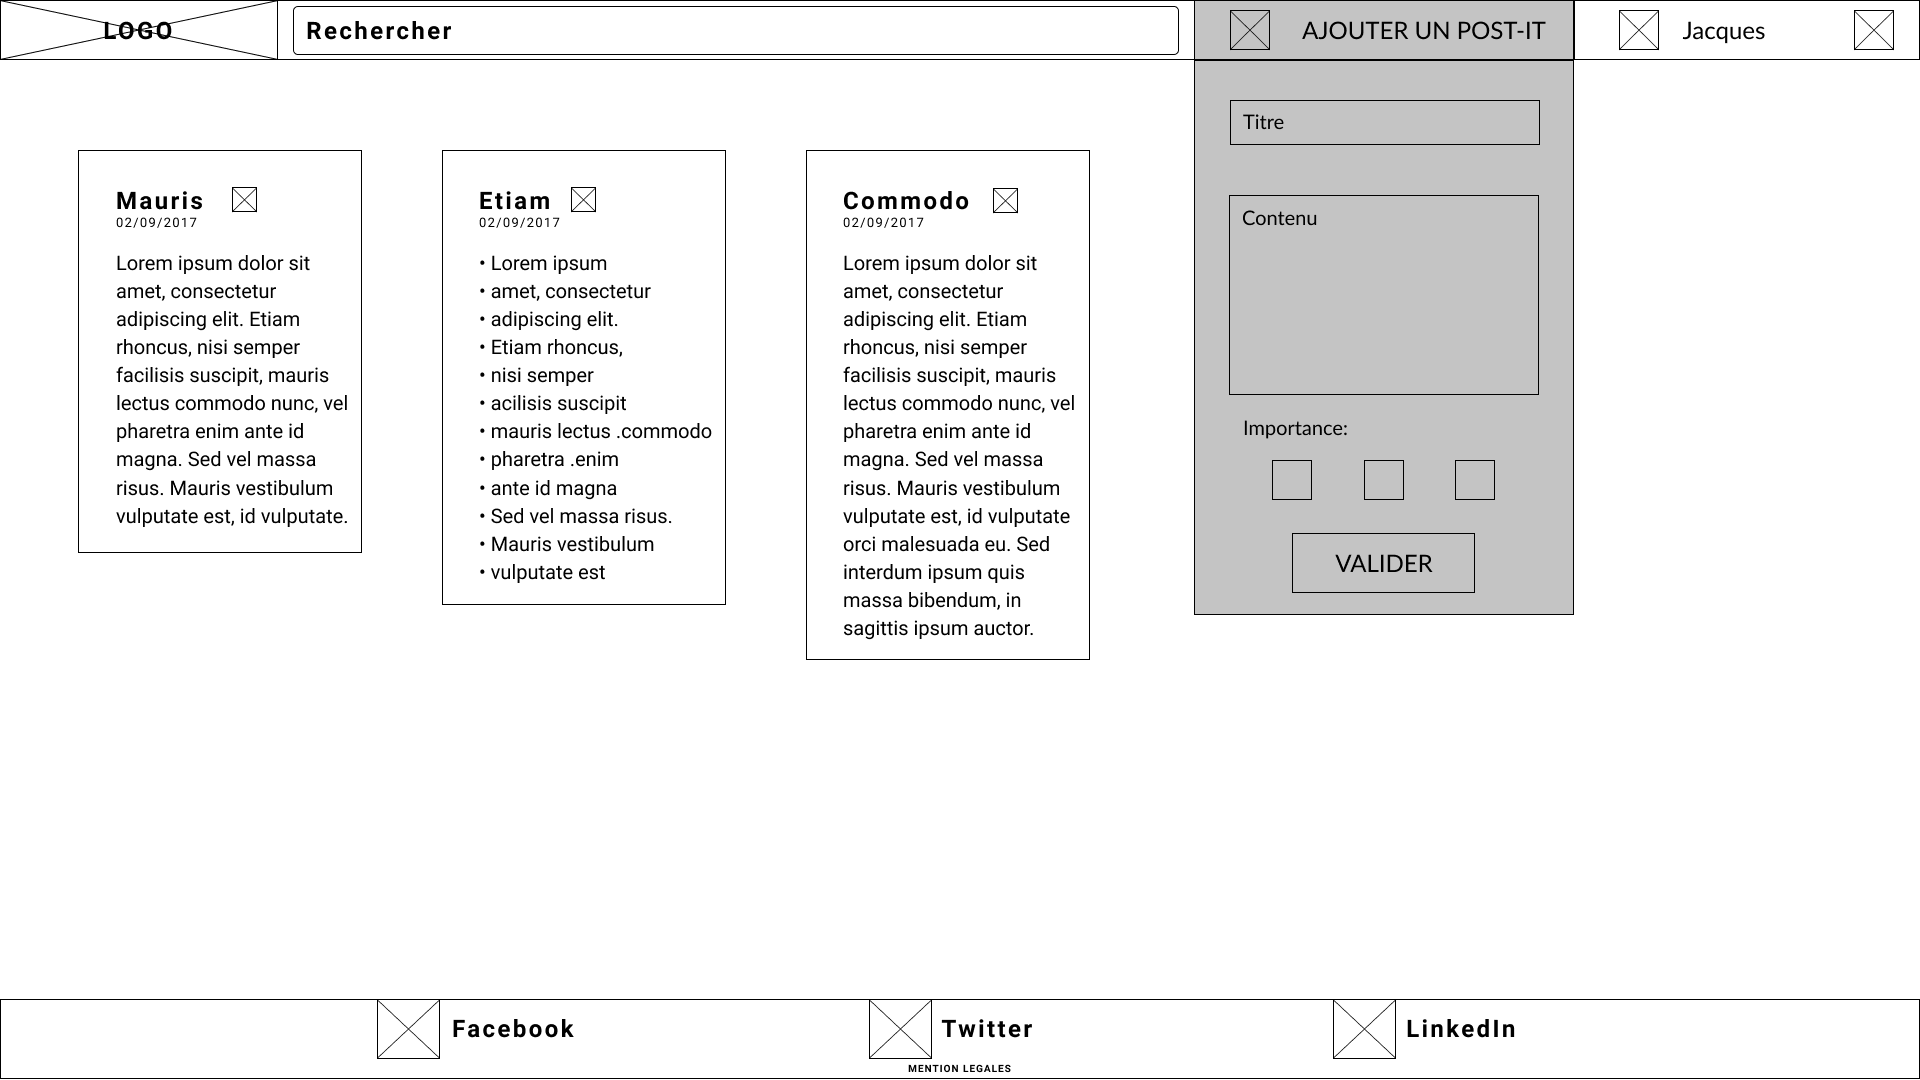 LOGO
Rechercher
AJOUTER UN POST-IT
Jacques
Mauris
02/09/2017
Lorem ipsum dolor sit
amet, consectetur
adipiscing elit. Etiam
rhoncus, nisi semper
facilisis suscipit, mauris
lectus commodo nunc, vel
pharetra enim ante id
magna. Sed vel massa
risus. Mauris vestibulum
vulputate est, id vulputate.
Etiam
02/09/2017
• Lorem ipsum
• amet, consectetur
• adipiscing elit.
• Etiam rhoncus,
• nisi semper
• acilisis suscipit
• mauris lectus .commodo
• pharetra .enim
• ante id magna
• Sed vel massa risus.
• Mauris vestibulum
• vulputate est
Commodo
02/09/2017
Lorem ipsum dolor sit
amet, consectetur
adipiscing elit. Etiam
rhoncus, nisi semper
facilisis suscipit, mauris
lectus commodo nunc, vel
pharetra enim ante id
magna. Sed vel massa
risus. Mauris vestibulum
vulputate est, id vulputate
orci malesuada eu. Sed
interdum ipsum quis
massa bibendum, in
sagittis ipsum auctor.
Titre
Contenu
Importance:
VALIDER
Facebook
Twitter
LinkedIn
MENTION LEGALES